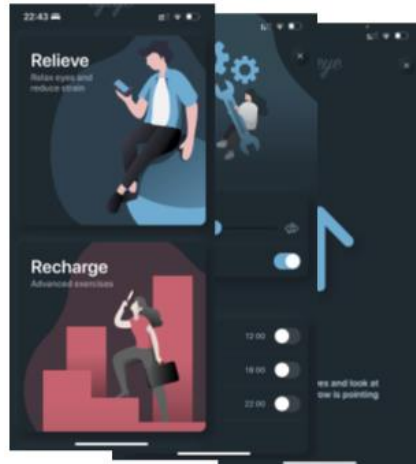 22:43
Relieve
Relax eyes and
reduce strain
Recharge
Advanced exercises
12:00
18:00
22:00
es and look at
ow is pointing